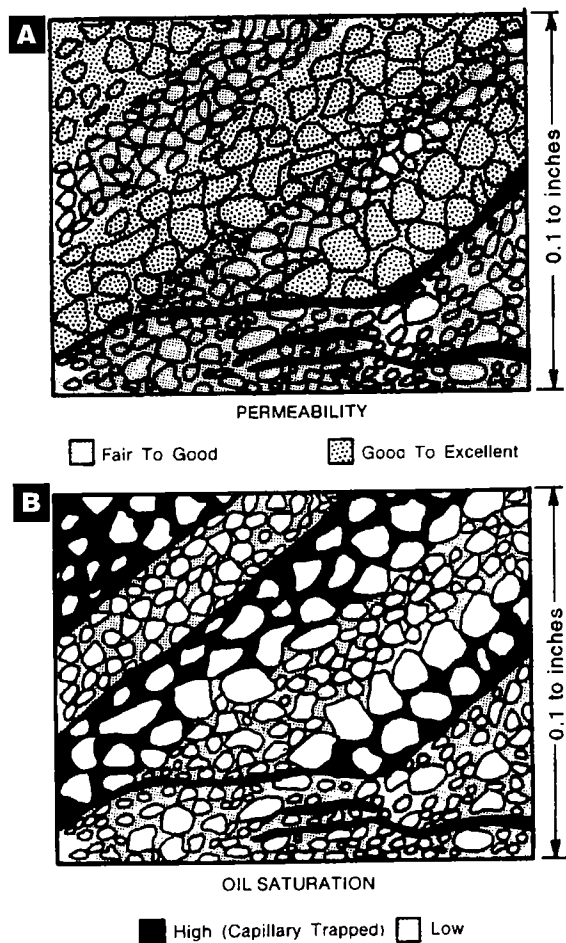 A
0.1 to inches
PERMEABILITY
Fair To Good
Good To Excellent
B
0.1 to inches
OIL SATURATION
High (Capillary Trapped)
Low